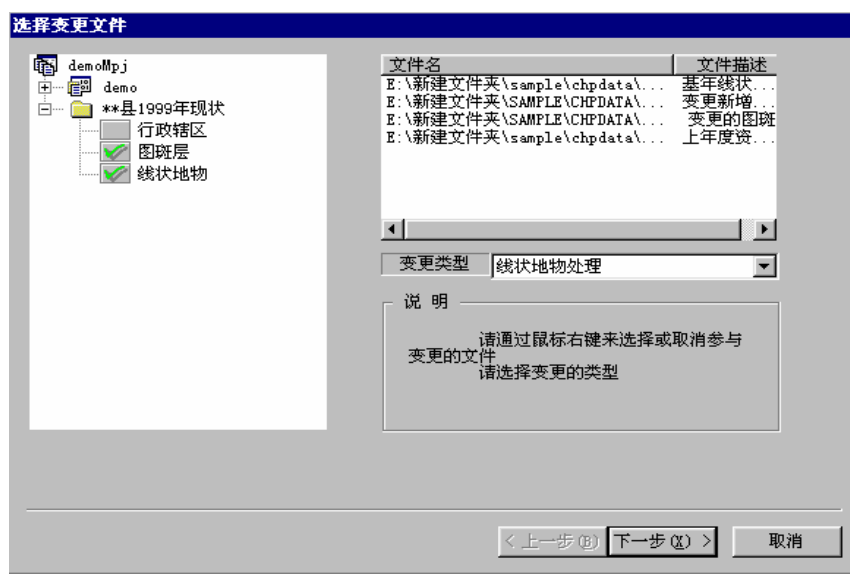 选择变更文件
demoMpj
demo
**县1999年现状
行政辖区
图斑层
线状地物
文件名 文件描述
E:\新建文件夹\sample\chpdata\... 基年线状...
E:\新建文件夹\SAMPLE\CHPDATA\... 变更新增...
E:\新建文件夹\SAMPLE\CHPDATA\... 变更的图斑
E:\新建文件夹\sample\chpdata\... 上年度资...
变更类型 线状地物处理
说 明
请通过鼠标右键来选择或取消参与
变更的文件
请选择变更的类型
< 上一步(B) 下一步(X) > 取消